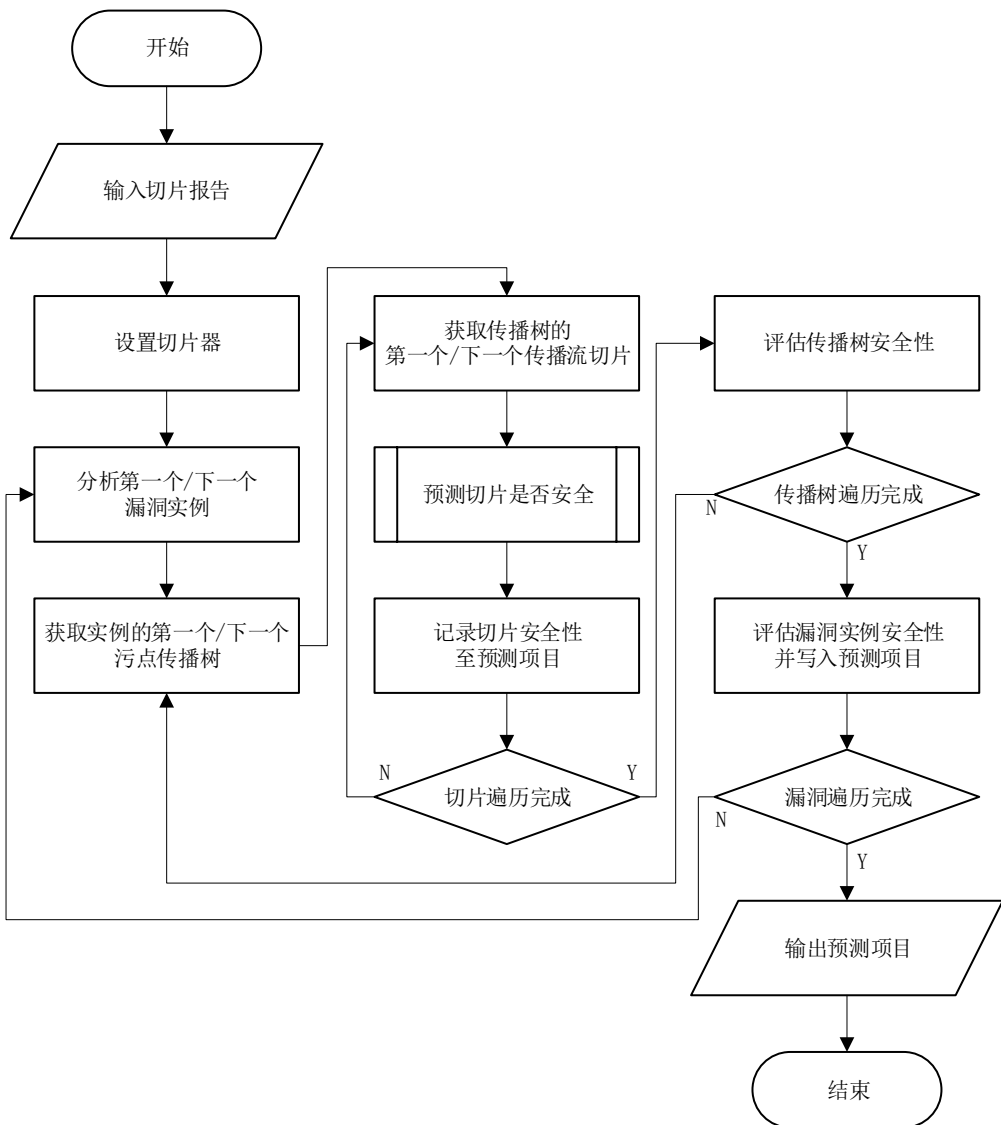 开始
输入切片报告
设置切片器
分析第一个/下一个
漏洞实例
获取实例的第一个/下一个
污点传播树
获取传播树的
第一个/下一个传播流切片
预测切片是否安全
记录切片安全性
至预测项目
N
Y
切片遍历完成
评估传播树安全性
传播树遍历完成
N
Y
评估漏洞实例安全性
并写入预测项目
漏洞遍历完成
N
Y
输出预测项目
结束